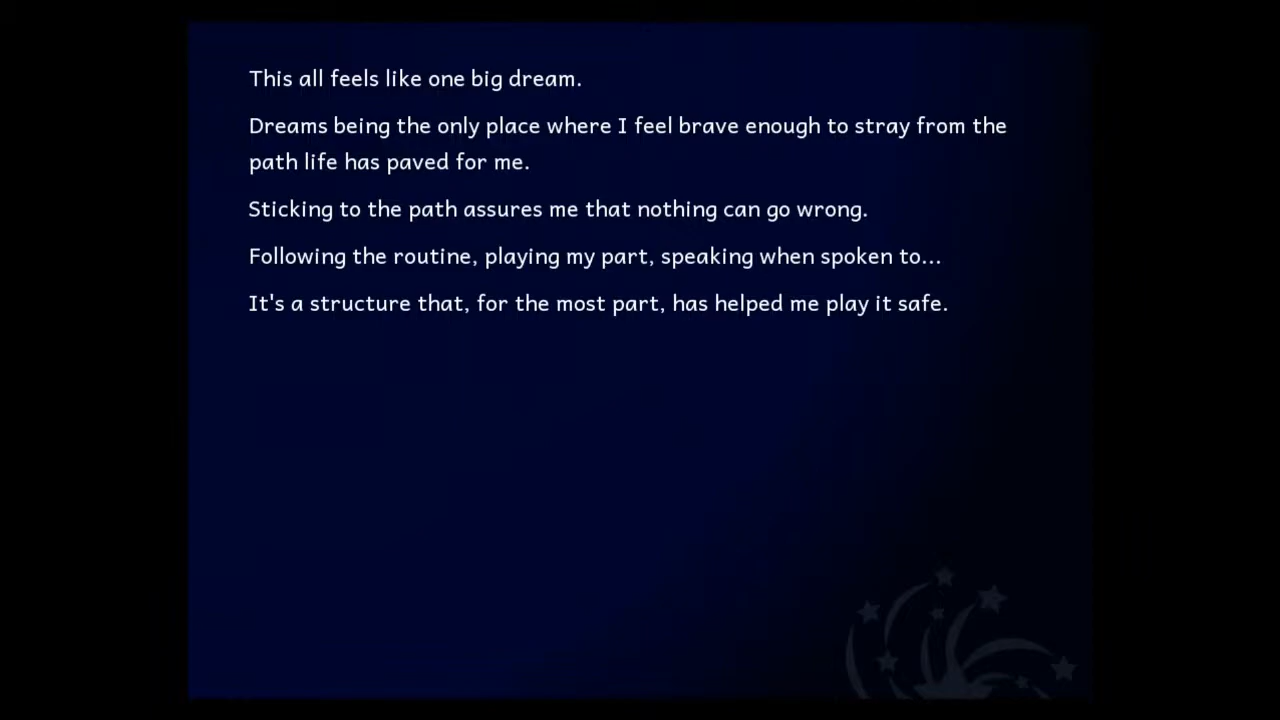 This all feels like one big dream.
Dreams being the only place where I feel brave enough to stray from the
path life has paved for me.
Sticking to the path assures me that nothing can go wrong.
Following the routine, playing my part, speaking when spoken to...
It's a structure that, for the most part, has helped me play it safe.